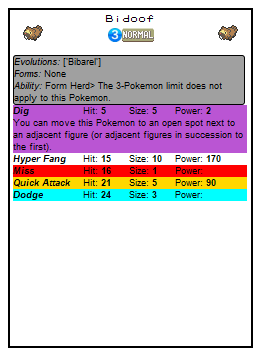 Bidoof
3 NORMAL
Evolutions: ['Bibarel']
Forms: None
Ability: Form Herd> The 3-Pokemon limit does not
apply to this Pokemon.
Dig Hit: 5 Size: 5 Power: 2
You can move this Pokemon to an open spot next to
an adjacent figure (or adjacent figures in succession to
the first).
Hyper Fang Hit: 15 Size: 10 Power: 170
Miss Hit: 16 Size: 1 Power:
Quick Attack Hit: 21 Size: 5 Power: 90
Dodge Hit: 24 Size: 3 Power: